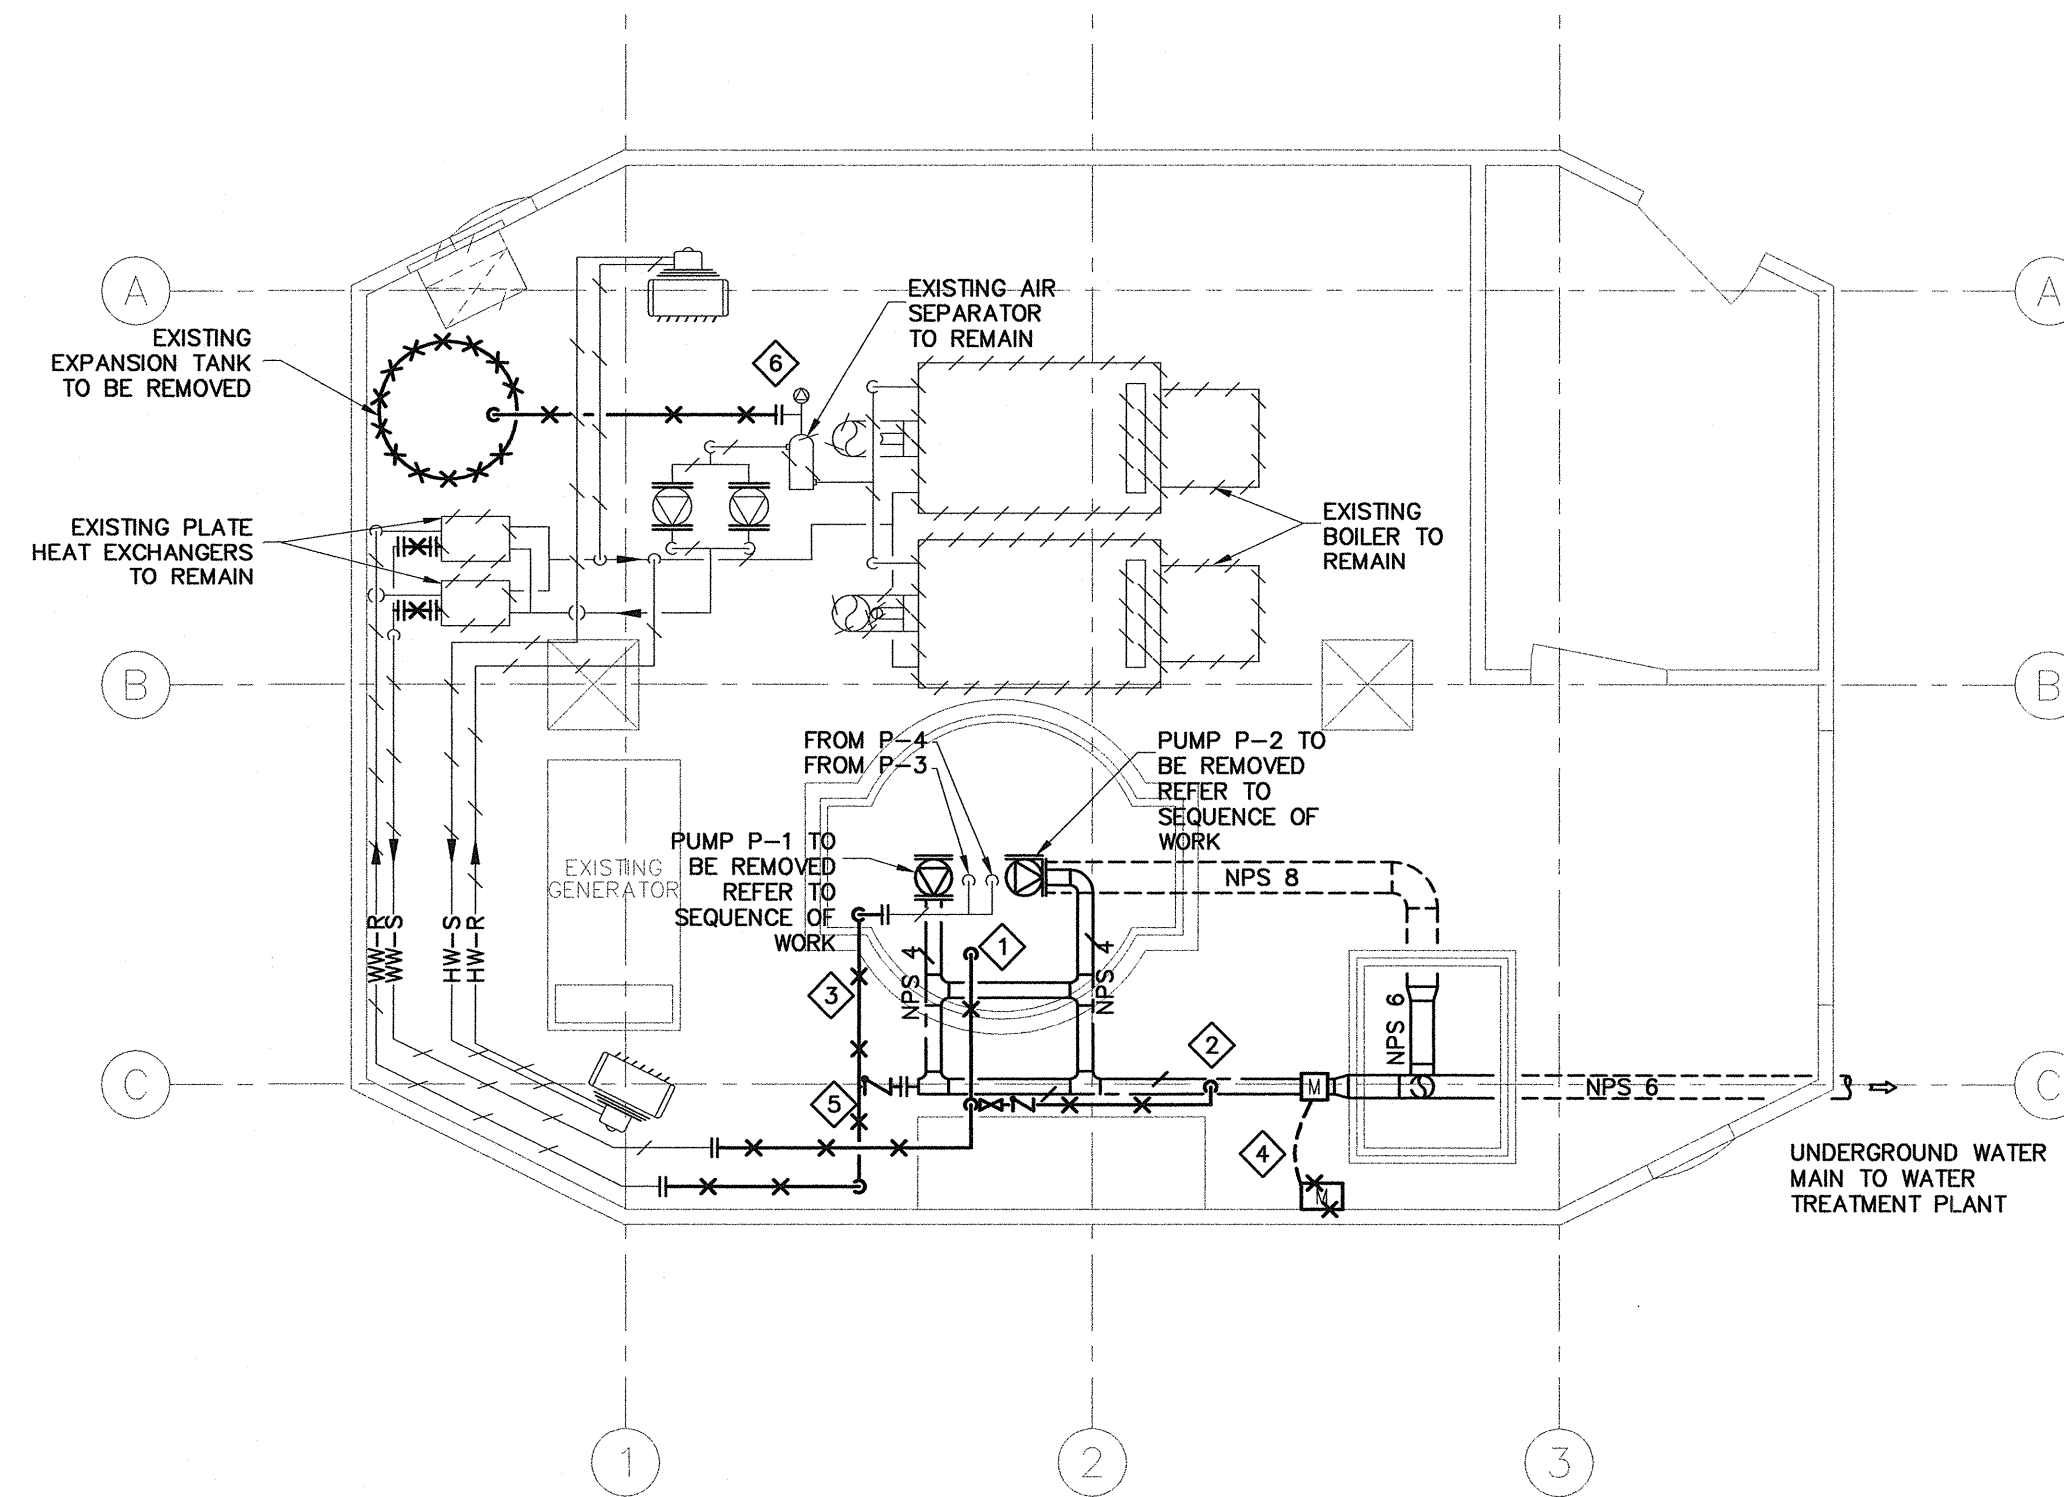 A
A
EXISTING
EXPANSION TANK
TO BE REMOVED
6
EXISTING AIR
SEPARATOR
TO REMAIN
EXISTING PLATE
HEAT EXCHANGERS
TO REMAIN
EXISTING
BOILER TO
REMAIN
B
B
FROM P-4
FROM P-3
PUMP P-2 TO
BE REMOVED
REFER TO
SEQUENCE OF
WORK
PUMP P-1 TO
BE REMOVED
REFER TO
SEQUENCE OF
WORK
EXISTING
GENERATOR
NPS 8
WW-R
WW-S
HW-S
HW-R
1
NPS 4
NPS 4
3
2
NPS 6
C
C
5
M
NPS 6
4
M
UNDERGROUND WATER
MAIN TO WATER
TREATMENT PLANT
1
2
3